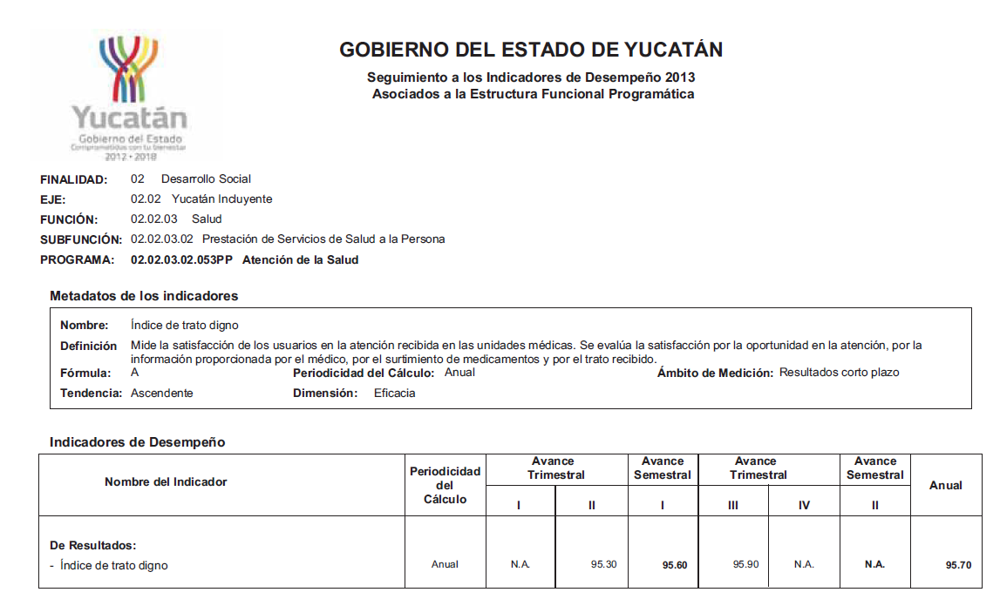 GOBIERNO DEL ESTADO DE YUCATÁN
Seguimiento a los Indicadores de Desempeño 2013
Asociados a la Estructura Funcional Programática
Yucatán
Gobierno del Estado
Comprometidos con tu bienestar
2012 • 2018
FINALIDAD: 02 Desarrollo Social
EJE: 02.02 Yucatán Incluyente
FUNCIÓN: 02.02.03 Salud
SUBFUNCIÓN: 02.02.03.02 Prestación de Servicios de Salud a la Persona
PROGRAMA: 02.02.03.02.053PP Atención de la Salud
Metadatos de los indicadores
Nombre: Índice de trato digno
Definición Mide la satisfacción de los usuarios en la atención recibida en las unidades médicas. Se evalúa la satisfacción por la oportunidad en la atención, por la
información proporcionada por el médico, por el surtimiento de medicamentos y por el trato recibido.
Fórmula: A Periodicidad del Cálculo: Anual Ámbito de Medición: Resultados corto plazo
Tendencia: Ascendente Dimensión: Eficacia
Indicadores de Desempeño
Nombre del Indicador
Periodicidad
del
Cálculo
Avance
Trimestral
Avance
Semestral
Avance
Trimestral
Avance
Semestral
Anual
I II I III IV II
De Resultados:
- Índice de trato digno Anual N.A. 95.30 95.60 95.90 N.A. N.A. 95.70